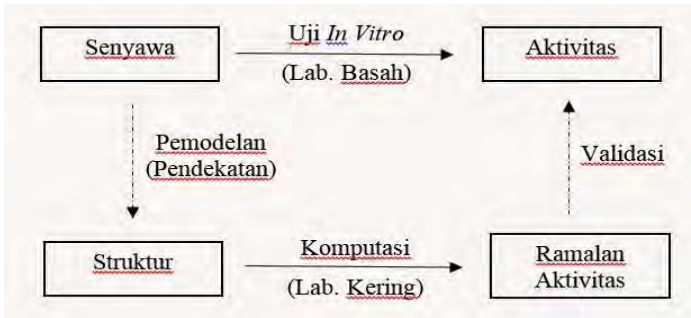 Senyawa
Uji In Vitro
(Lab. Basah)
Aktivitas
Pemodelan
(Pendekatan)
Validasi
Struktur
Komputasi
(Lab. Kering)
Ramalan
Aktivitas